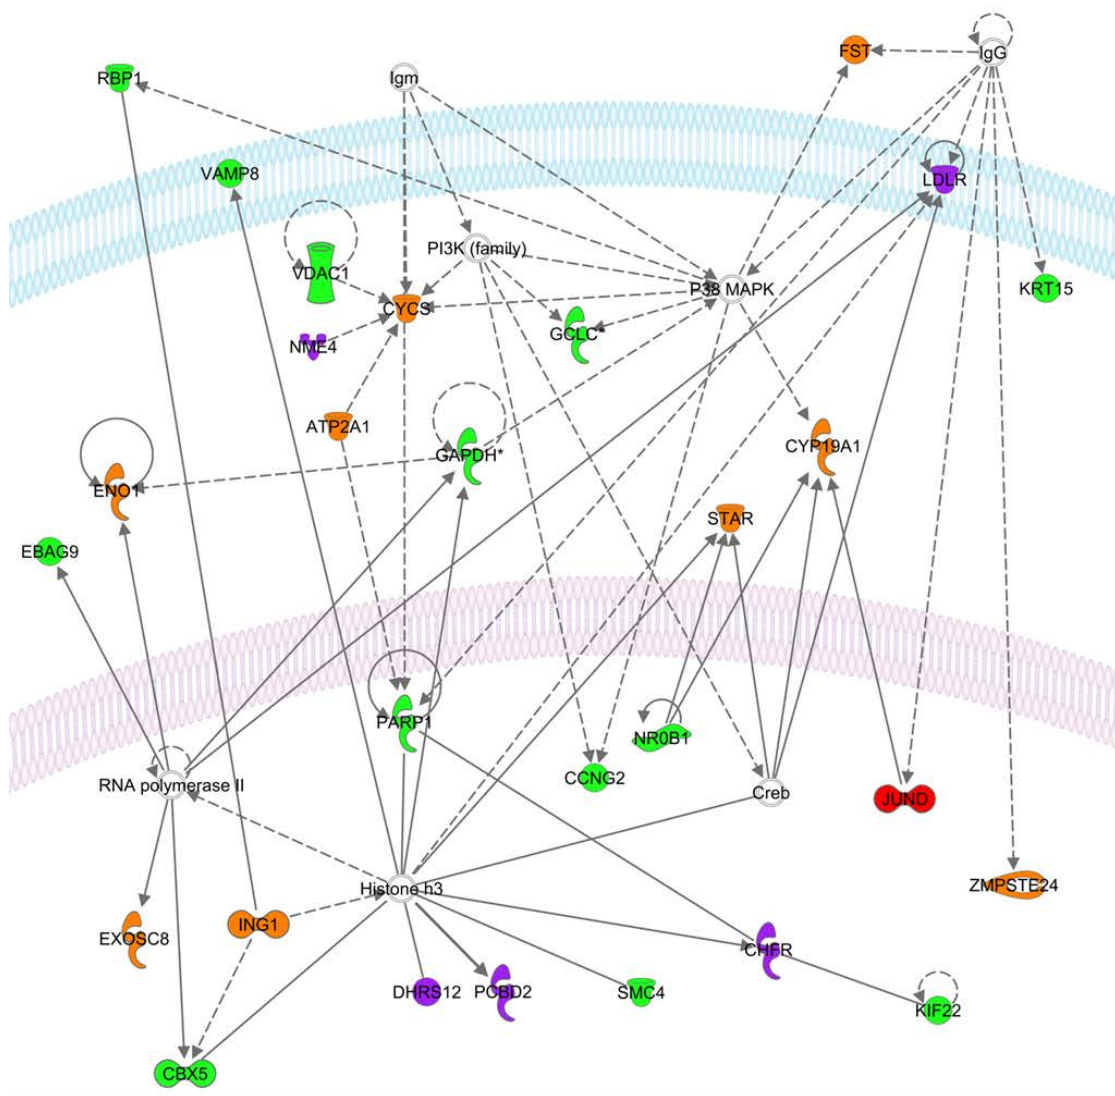 FST
IgG
RBP1
Igm
VAMP8
LDLR
PI3K (family)
VDAC1
P38 MAPK
KRT15
CYCS
GCLC*
NME4
ATP2A1
CYP19A1
GAPDH*
ENO1
STAR
EBAG9
PARP1
NR0B1
CCNG2
RNA polymerase II
Creb
JUND
Histone h3
ZMPSTE24
ING1
EXOSC8
CHFR
DHRS12
PCBD2
SMC4
KIF22
CBX5